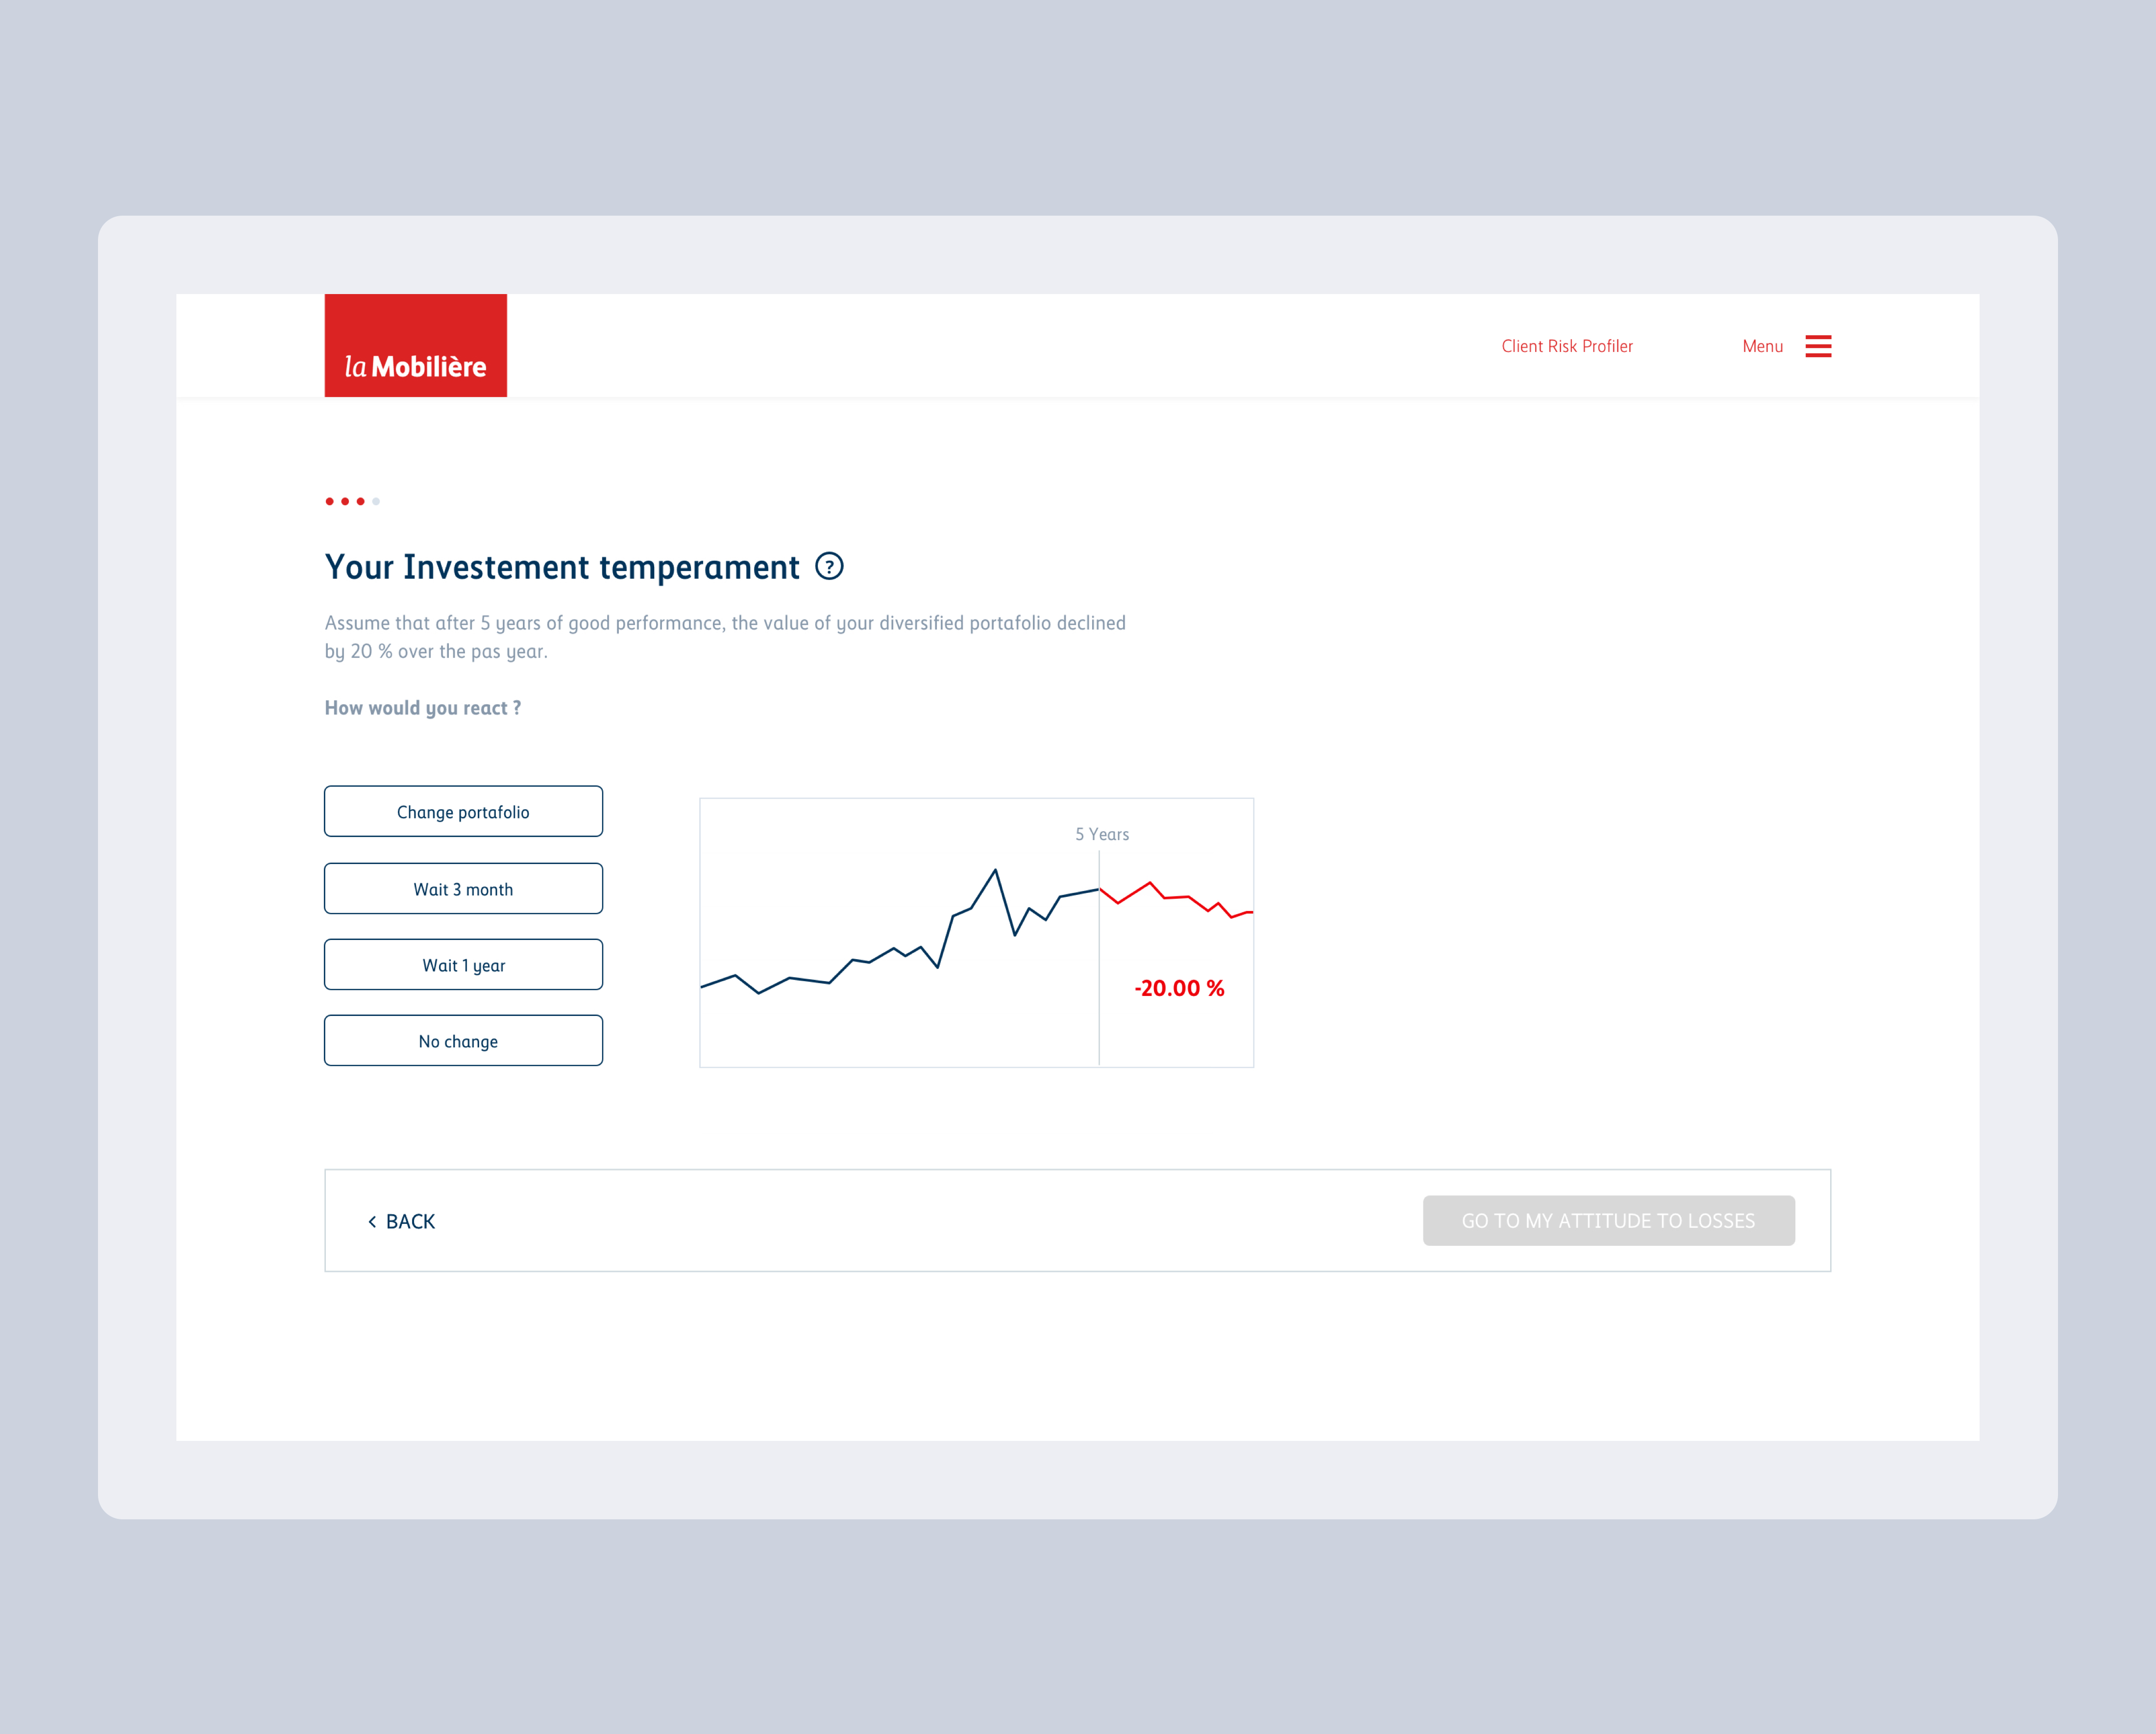 la Mobilière
Client Risk Profiler
Menu
Your Investement temperament ?
Assume that after 5 years of good performance, the value of your diversified portafolio declined
by 20 % over the pas year.
How would you react ?
Change portafolio
Wait 3 month
Wait 1 year
No change
5 Years
-20.00 %
< BACK
GO TO MY ATTITUDE TO LOSSES